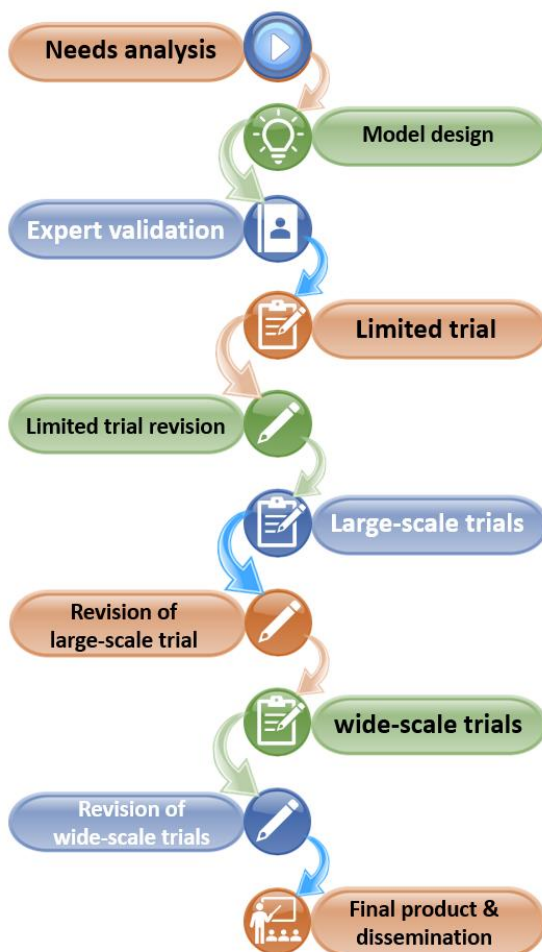 Needs analysis
Model design
Expert validation
Limited trial
Limited trial revision
Large-scale trials
Revision of
large-scale trial
wide-scale trials
Revision of
wide-scale trials
Final product &
dissemination